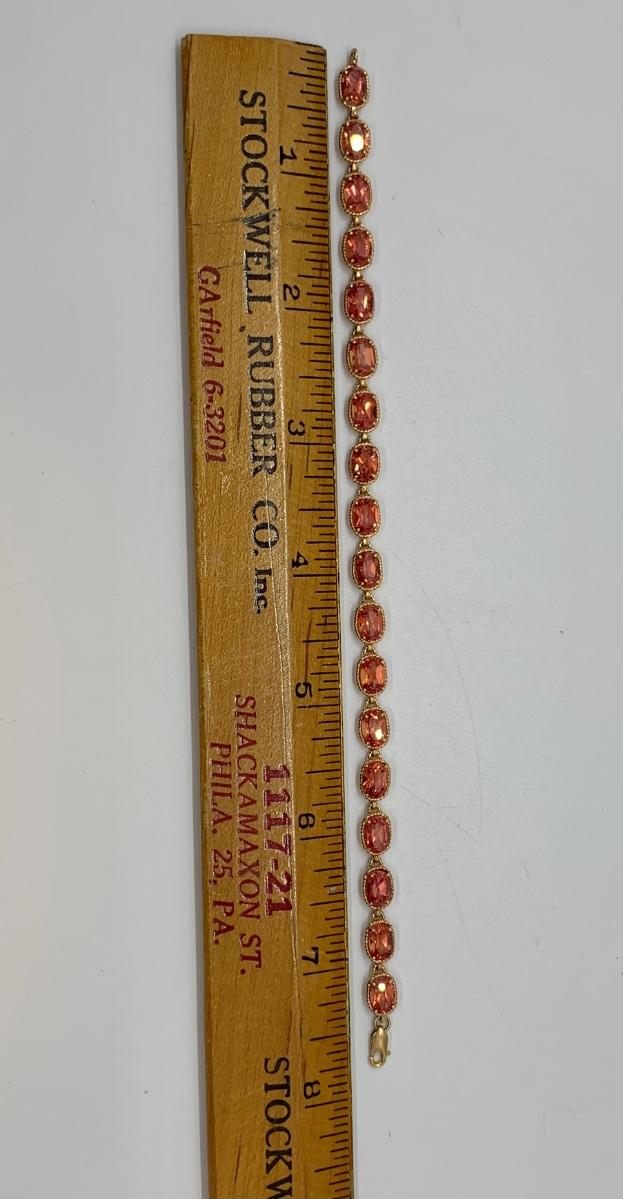 STOCKWELL RUBBER CO. Inc.
GArfield 6-3201
1117-21
SHACKAMAXON ST.
PHILA. 25, PA.
STOCKW
1
2
3
4
5
6
7
8